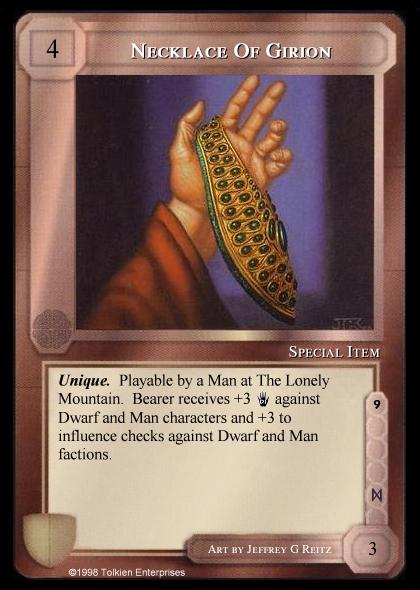 4
NECKLACE OF GIRION
SPECIAL ITEM
Unique. Playable by a Man at The Lonely
Mountain. Bearer receives +3 against
Dwarf and Man characters and +3 to
influence checks against Dwarf and Man
factions.
9
ART BY JEFFREY G REITZ
3
©1998 Tolkien Enterprises